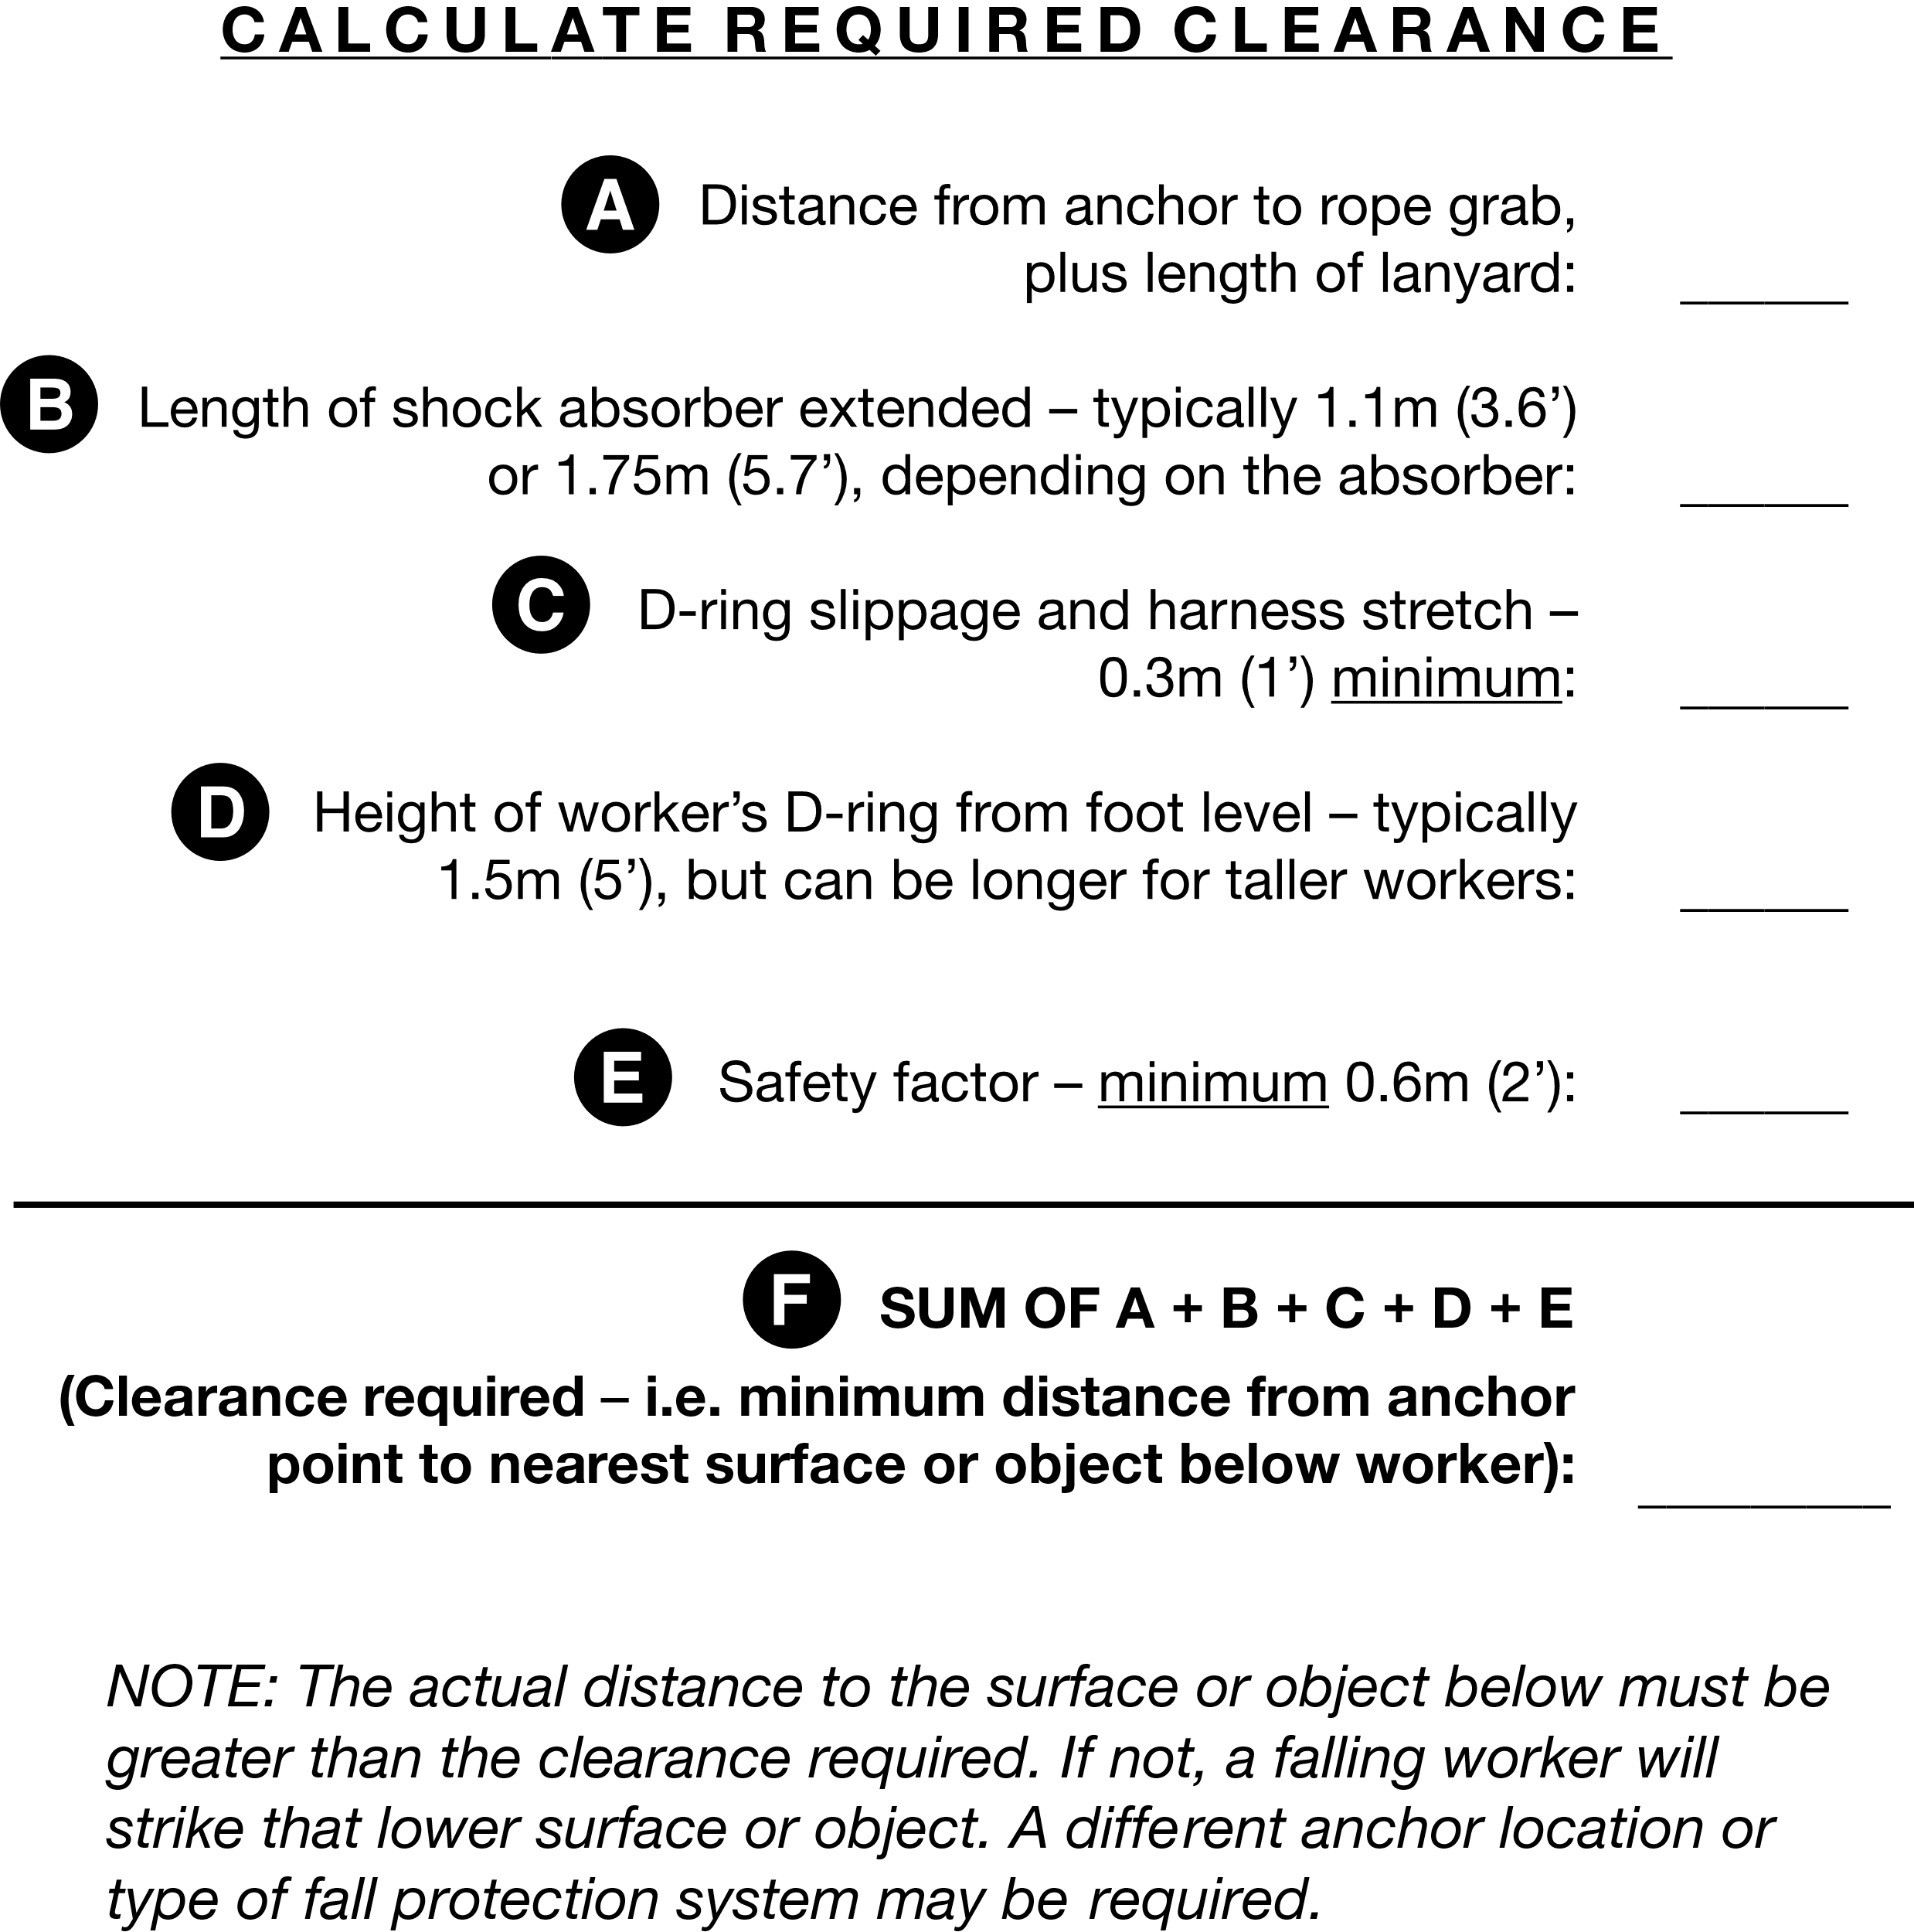 CALCULATE REQUIRED CLEARANCE
A Distance from anchor to rope grab,
plus length of lanyard: ______
B Length of shock absorber extended – typically 1.1m (3.6’)
or 1.75m (5.7’), depending on the absorber: ______
C D-ring slippage and harness stretch –
0.3m (1’) minimum: ______
D Height of worker’s D-ring from foot level – typically
1.5m (5’), but can be longer for taller workers: ______
E Safety factor – minimum 0.6m (2’): ______
F SUM OF A + B + C + D + E
(Clearance required – i.e. minimum distance from anchor
point to nearest surface or object below worker): _________
NOTE: The actual distance to the surface or object below must be
greater than the clearance required. If not, a falling worker will
strike that lower surface or object. A different anchor location or
type of fall protection system may be required.